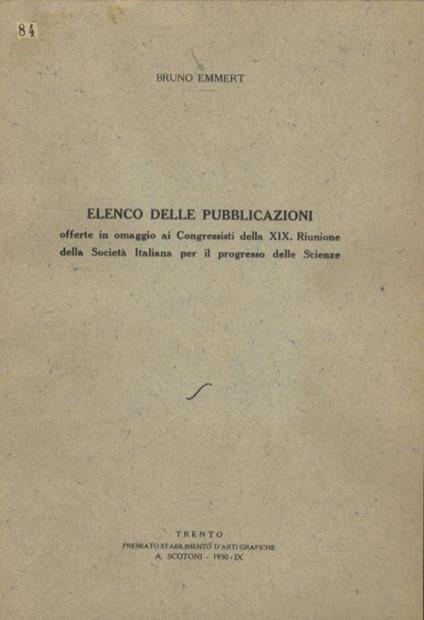 84
BRUNO EMMERT
ELENCO DELLE PUBBLICAZIONI
offerte in omaggio ai Congressisti della XIX. Riunione
della Società Italiana per il progresso delle Scienze
TRENTO
PREMIATO STABILIMENTO D'ARTI GRAFICHE
A. SCOTONI - 1930 - IX